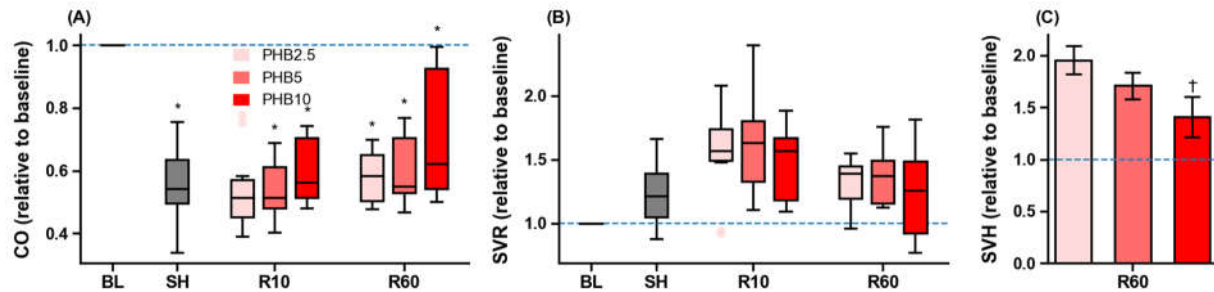 (A)
CO (relative to baseline)
1.0
0.8
0.6
0.4
*
*
*
*
*
*
PHB2.5
PHB5
PHB10
BL
SH
R10
R60
(B)
SVR (relative to baseline)
2.0
1.5
1.0
BL
SH
R10
R60
(C)
SVH (relative to baseline)
2.0
1.5
1.0
0.5
0.0
†
R60